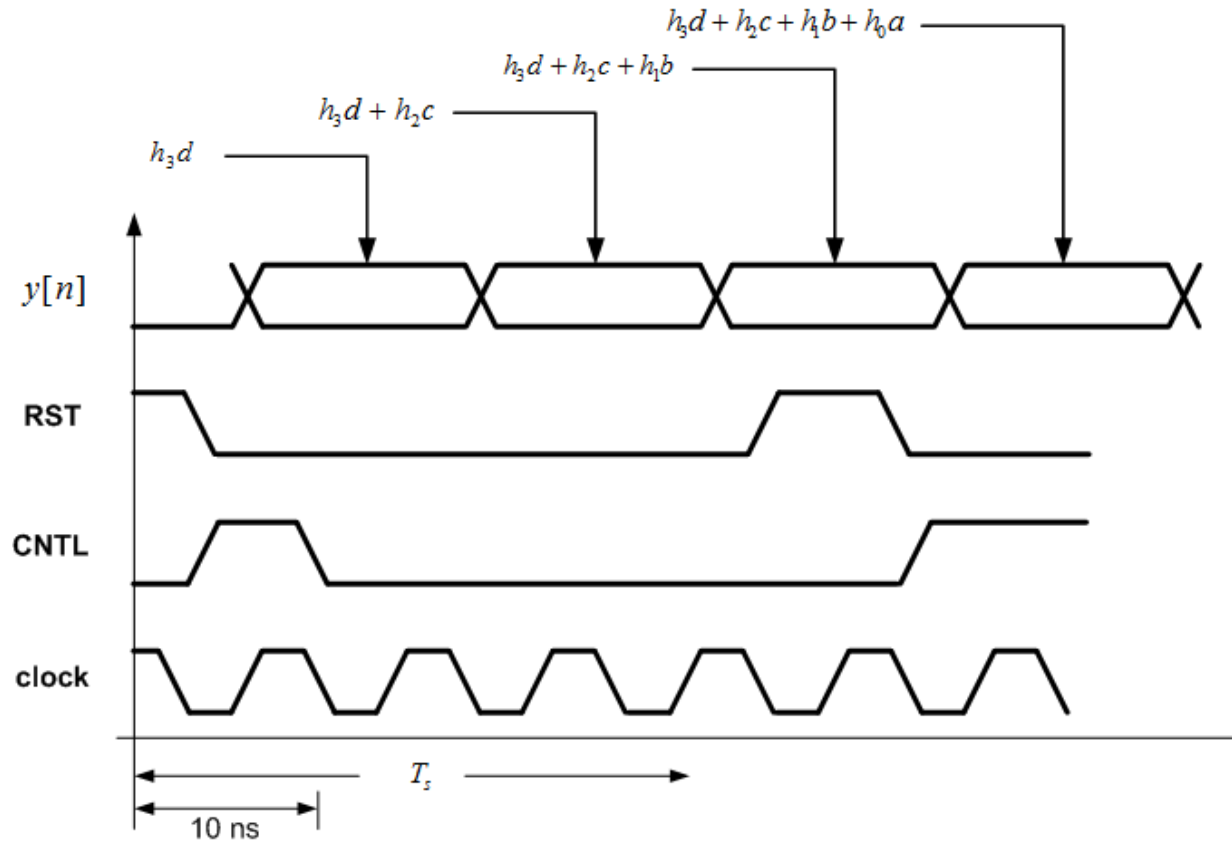 h₃d + h₂c + h₁b + h₀a
h₃d + h₂c + h₁b
h₃d + h₂c
h₃d
y[n]
RST
CNTL
clock
Tₛ
10 ns